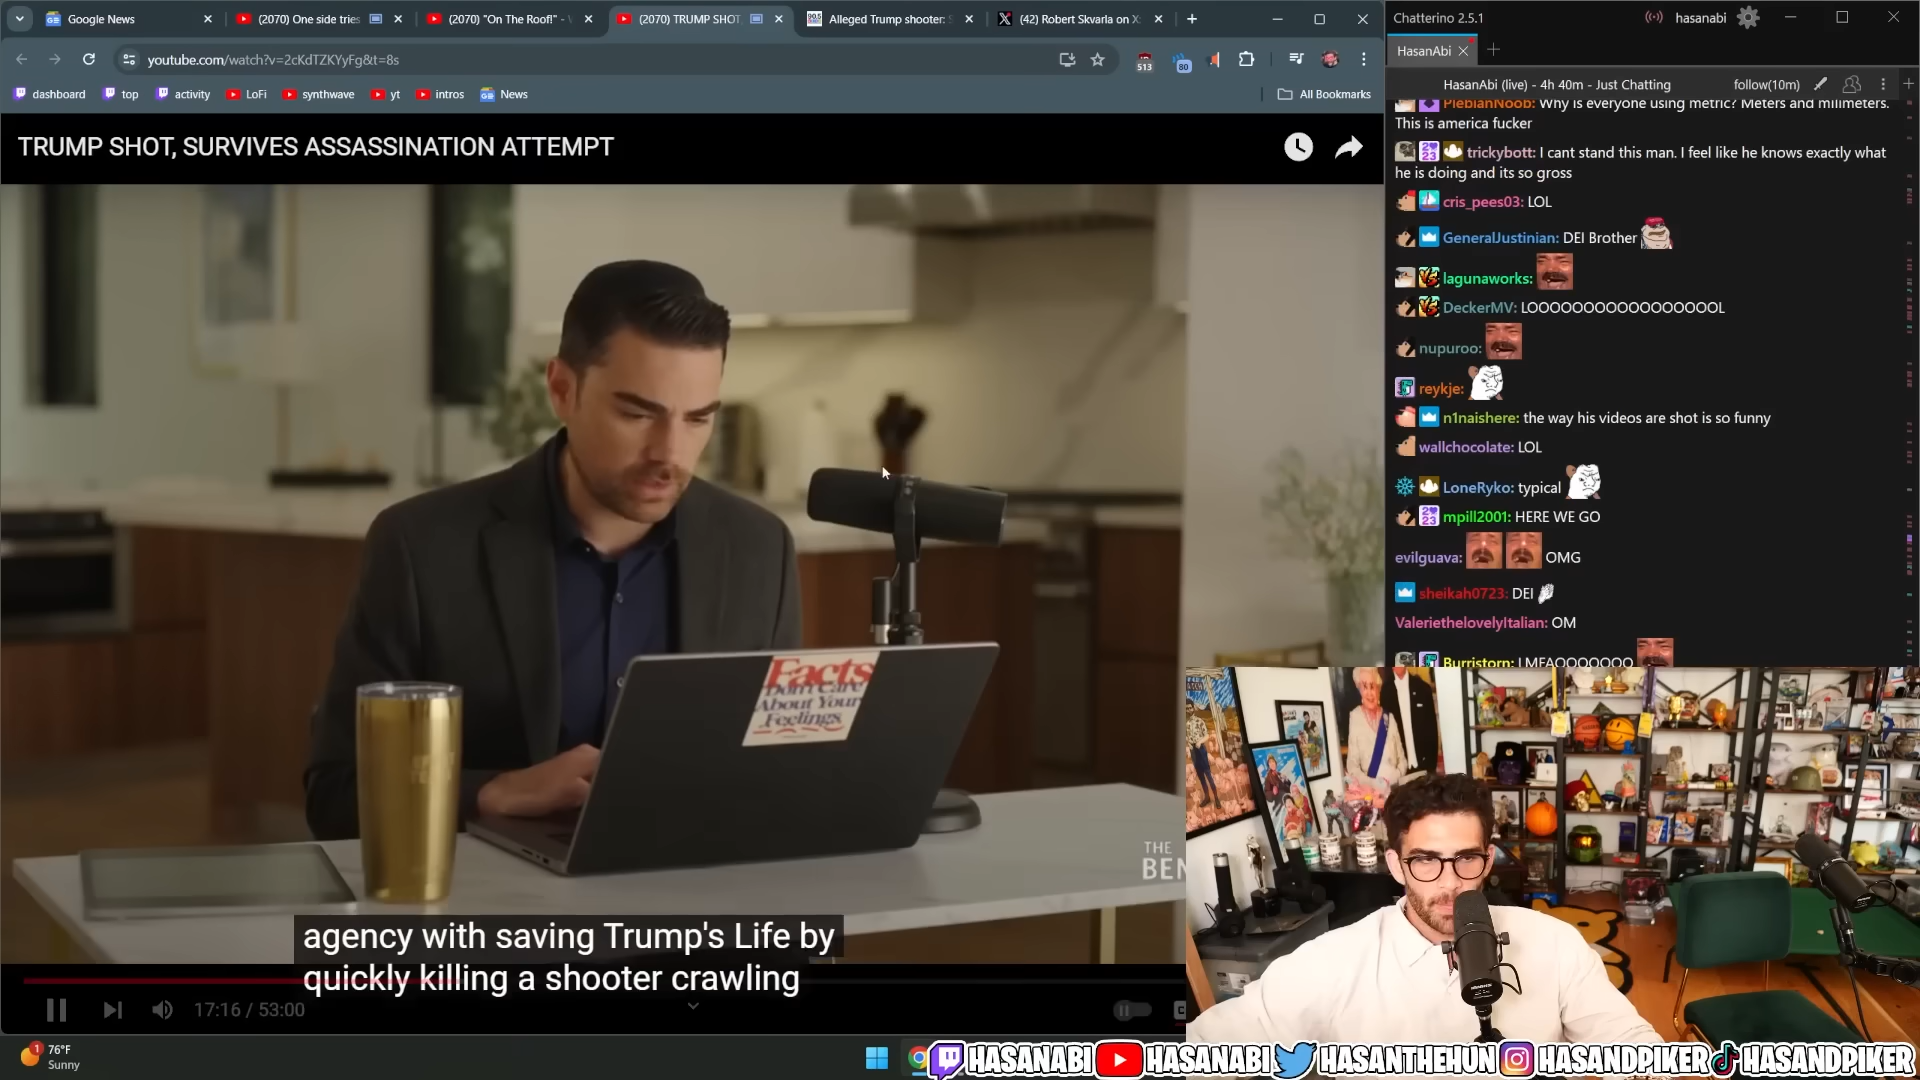 Google News
(2070) One side tries
(2070) "On The Roof!" -
(2070) TRUMP SHOT,
Alleged Trump shooter:
(42) Robert Skvarla on X:
youtube.com/watch?v=2cKdTZKYyFg&t=8s
513
80
dashboard
top
activity
LoFi
synthwave
yt
intros
News
All Bookmarks
TRUMP SHOT, SURVIVES ASSASSINATION ATTEMPT
Facts
Don't Care
About Your
Feelings
THE
BEN
agency with saving Trump's Life by
quickly killing a shooter crawling
17:16 / 53:00
1
76°F
Sunny
Chatterino 2.5.1
hasanabi
HasanAbi
HasanAbi (live) - 4h 40m - Just Chatting
follow(10m)
PlebianNoob: Why is everyone using metric? Meters and milimeters.
This is america fucker
trickybott: I cant stand this man. I feel like he knows exactly what
he is doing and its so gross
cris_pees03: LOL
GeneralJustinian: DEI Brother
lagunaworks:
DeckerMV: LOOOOOOOOOOOOOOOOOL
nupuroo:
reykje:
n1naishere: the way his videos are shot is so funny
wallchocolate: LOL
LoneRyko: typical
mpill2001: HERE WE GO
evilguava: OMG
sheikah0723: DEI
ValeriethelovelyItalian: OM
Burristorn: LMFAOOOOOOO
HASANABI
HASANABI
HASANTHEHUN
HASANDPIKER
HASANDPIKER